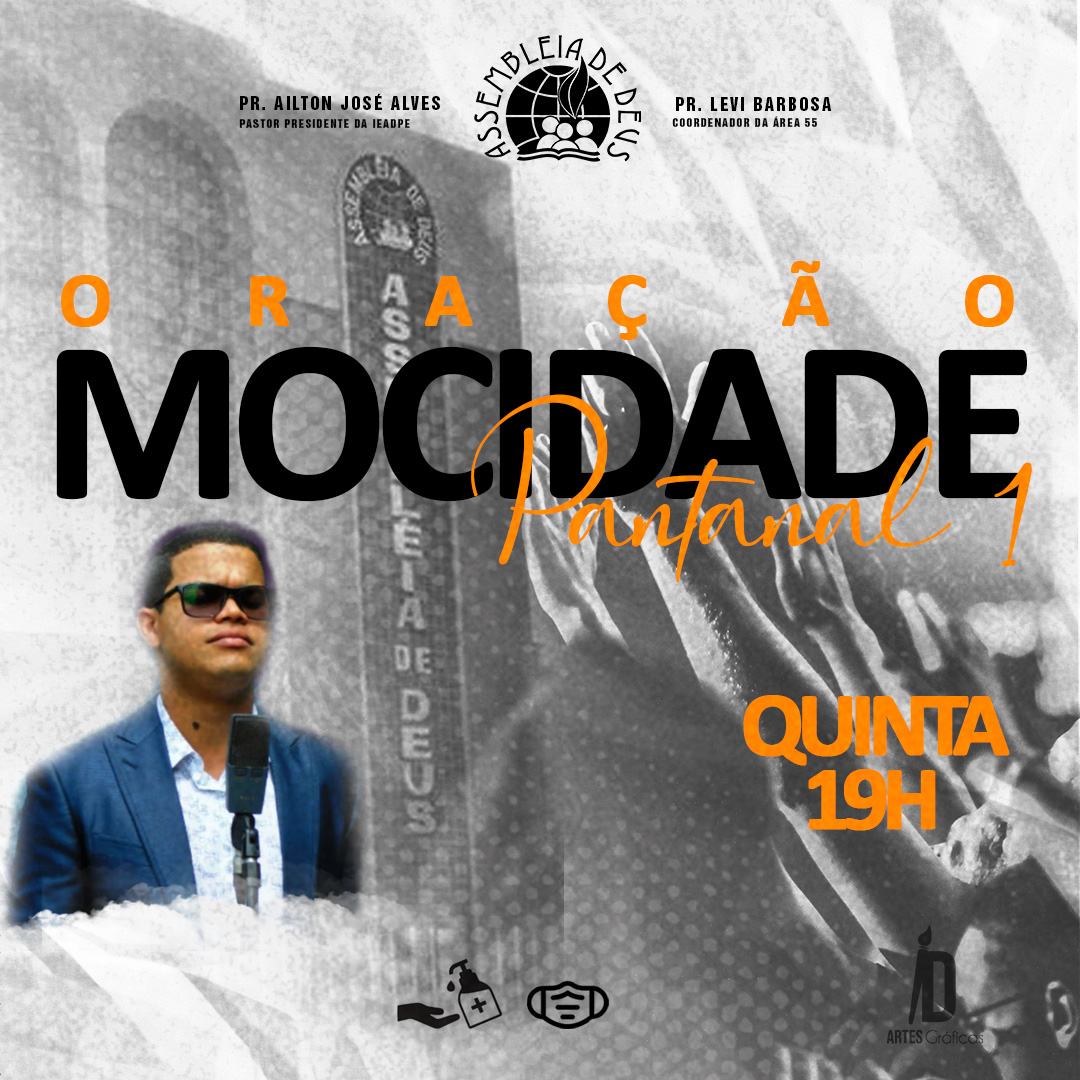 PR. AILTON JOSÉ ALVES
PASTOR PRESIDENTE DA IEADPE
ASSEMBLEIA DE DEUS
PR. LEVI BARBOSA
COORDENADOR DA ÁREA 55
ASSEMBLEIA DE DEUS
ASSEMBLEIA DE DEUS
ORAÇÃO
MOCIDADE
Pantanal 1
QUINTA
19H
D
ARTES Gráficas